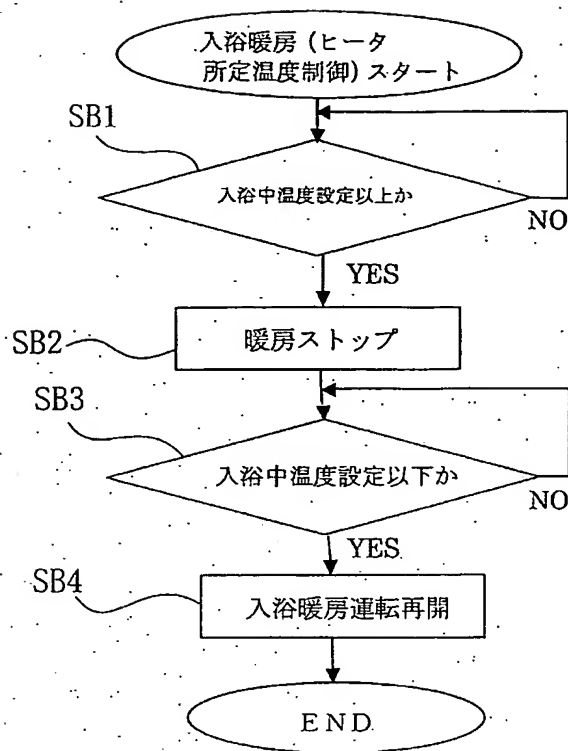 入浴暖房(ヒータ
所定温度制御)スタート
SB1
入浴中温度設定以上か
NO
YES
SB2
暖房ストップ
SB3
入浴中温度設定以下か
NO
YES
SB4
入浴暖房運転再開
END